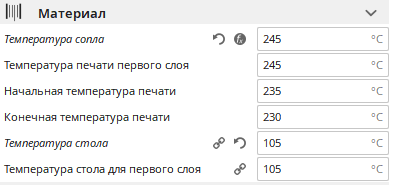 Материал
Температура сопла 245 °C
Температура печати первого слоя 245 °C
Начальная температура печати 235 °C
Конечная температура печати 230 °C
Температура стола 105 °C
Температура стола для первого слоя 105 °C